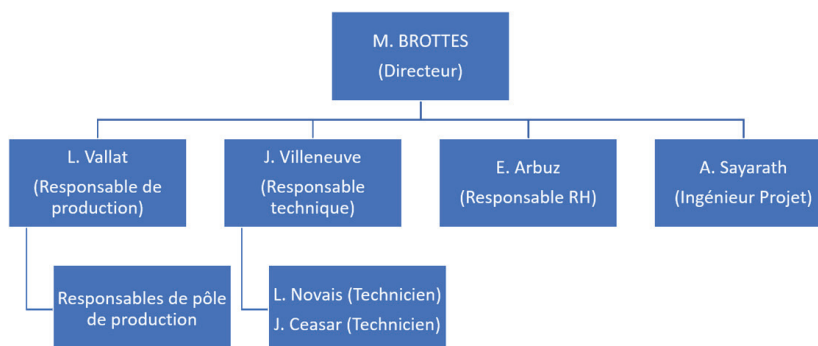 M. BROTTES
(Directeur)
L. Vallat
(Responsable de
production)
J. Villeneuve
(Responsable
technique)
E. Arbuz
(Responsable RH)
A. Sayarath
(Ingénieur Projet)
Responsables de pôle
de production
L. Novais (Technicien)
J. Ceasar (Technicien)